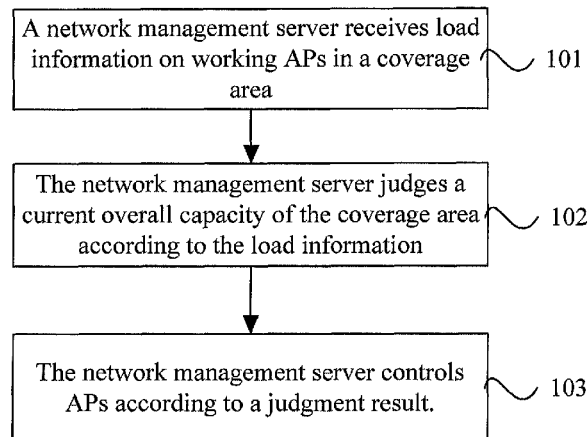 A network management server receives load
information on working APs in a coverage
area
101
The network management server judges a
current overall capacity of the coverage area
according to the load information
102
The network management server controls
APs according to a judgment result.
103